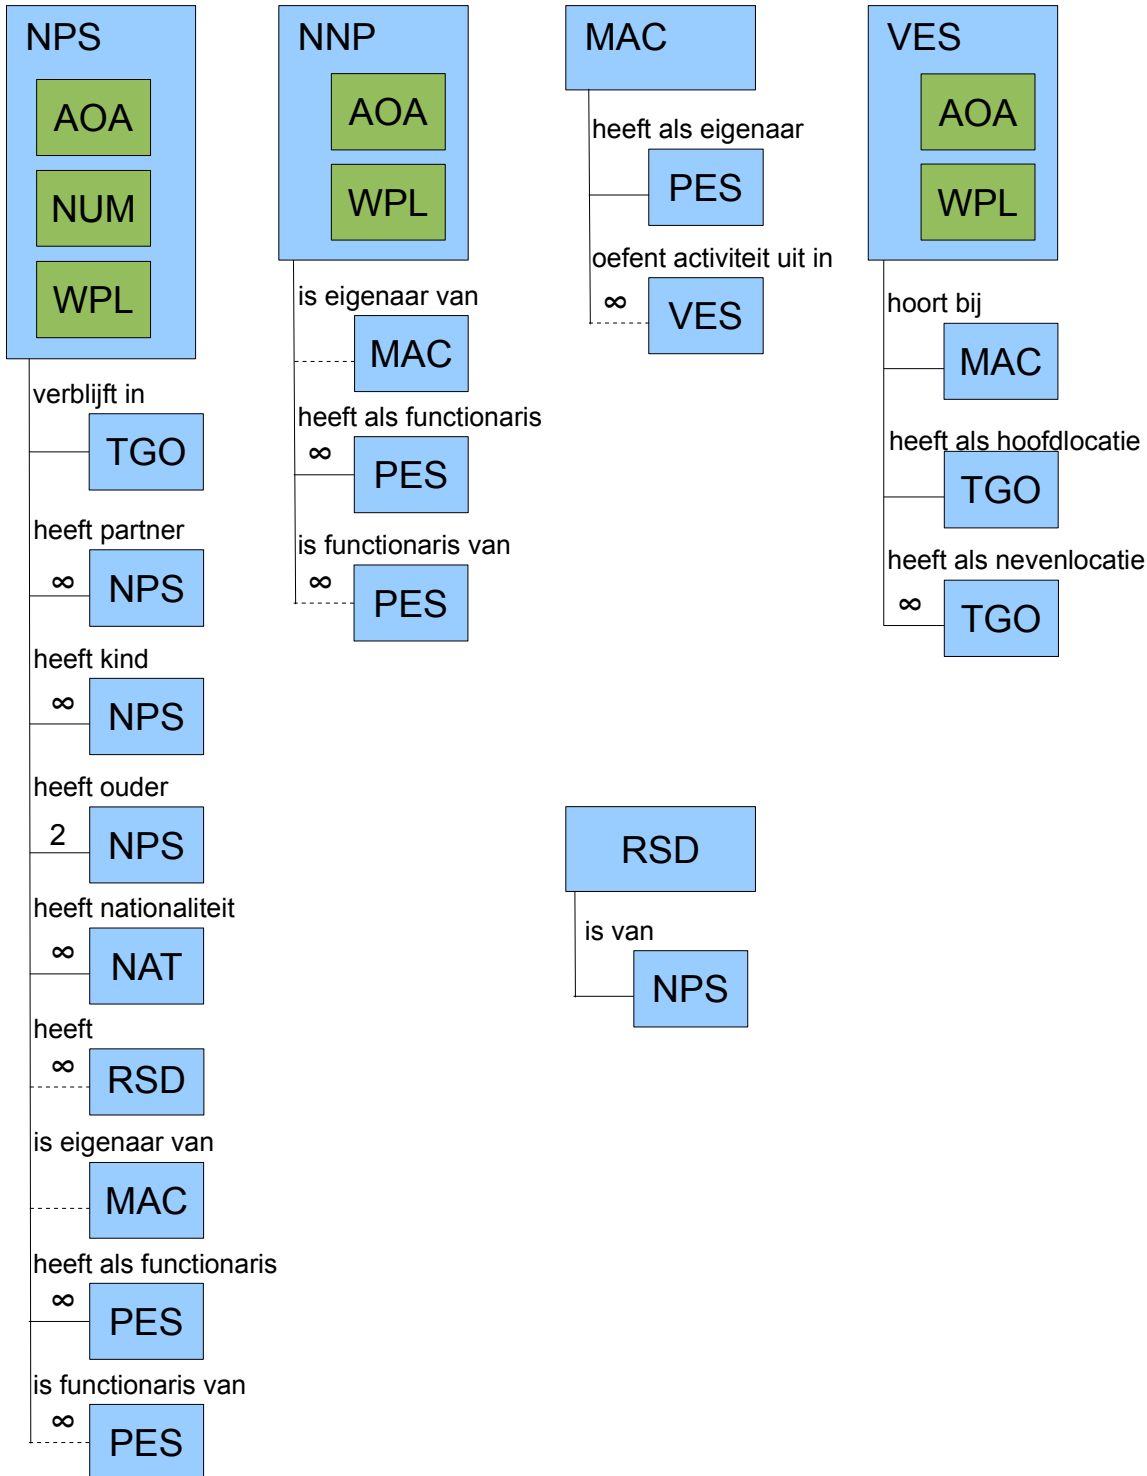 NPS
AOA
NUM
WPL
verblijft in
TGO
heeft partner
∞
NPS
heeft kind
∞
NPS
heeft ouder
2
NPS
heeft nationaliteit
∞
NAT
heeft
∞
RSD
is eigenaar van
MAC
heeft als functionaris
∞
PES
is functionaris van
∞
PES
NNP
AOA
WPL
is eigenaar van
MAC
heeft als functionaris
∞
PES
is functionaris van
∞
PES
MAC
heeft als eigenaar
PES
oefent activiteit uit in
∞
VES
RSD
is van
NPS
VES
AOA
WPL
hoort bij
MAC
heeft als hoofdlocatie
TGO
heeft als nevenlocatie
∞
TGO